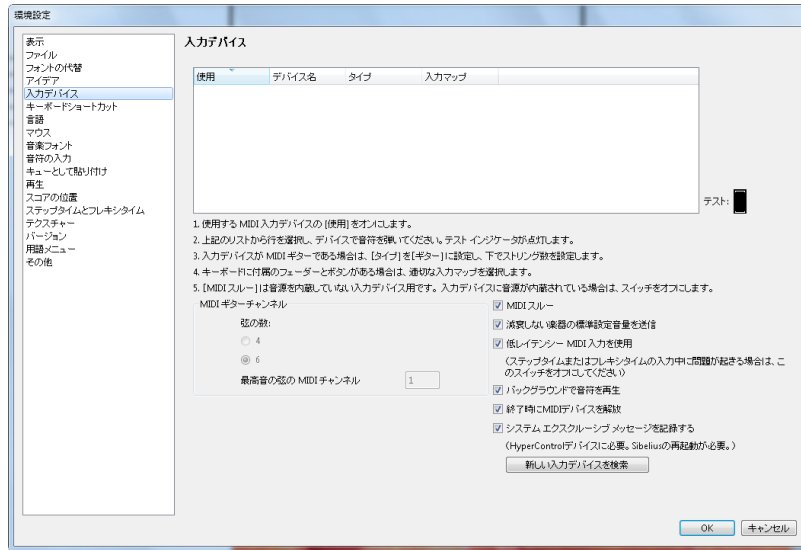 環境設定
表示
ファイル
フォントの代替
アイデア
入力デバイス
キーボードショートカット
言語
マウス
音楽フォント
音符の入力
キューとして貼り付け
再生
スコアの位置
ステップタイムとフレキシタイム
テクスチャー
バージョン
用語メニュー
その他
入力デバイス
使用 デバイス名 タイプ 入力マップ
テスト:
1. 使用する MIDI 入力デバイスの [使用] をオンにします。
2. 上記のリストから行を選択し、デバイスで音符を弾いてください。テスト インジケータが点灯します。
3. 入力デバイスが MIDI ギターである場合は、[タイプ] を [ギター] に設定し、下でストリング数を設定します。
4. キーボードに付属のフェーダーとボタンがある場合は、適切な入力マップを選択します。
5. [MIDI スルー] は音源を内蔵していない入力デバイス用です。入力デバイスに音源が内蔵されている場合は、スイッチをオフにします。
MIDI ギターチャンネル
弦の数:
4
6
最高音の弦の MIDI チャンネル 1
MIDI スルー
減衰しない楽器の標準設定音量を送信
低レイテンシー MIDI 入力を使用
(ステップタイムまたはフレキシタイムの入力中に問題が起きる場合は、こ
のスイッチをオフにしてください)
バックグラウンドで音符を再生
終了時にMIDIデバイスを解放
システム エクスクルーシブ メッセージを記録する
(HyperControlデバイスに必要。Sibeliusの再起動が必要。)
新しい入力デバイスを検索
OK キャンセル